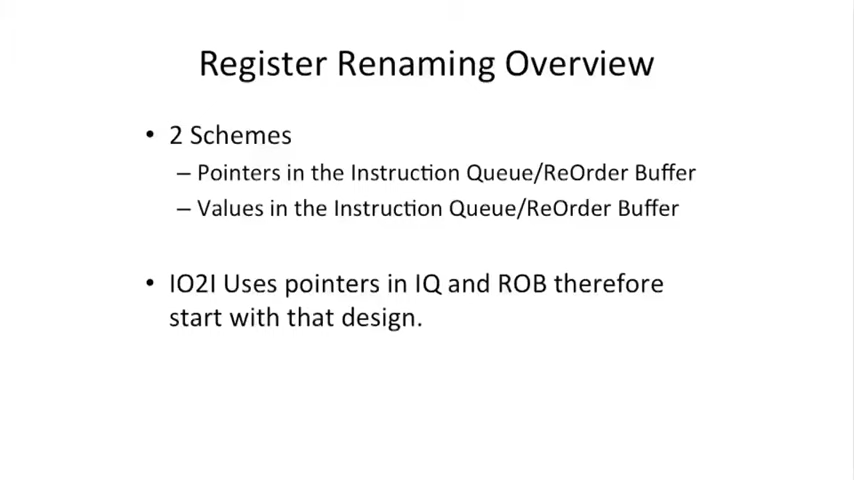 Register Renaming Overview
• 2 Schemes
– Pointers in the Instruction Queue/ReOrder Buffer
– Values in the Instruction Queue/ReOrder Buffer
• IO2I Uses pointers in IQ and ROB therefore
start with that design.